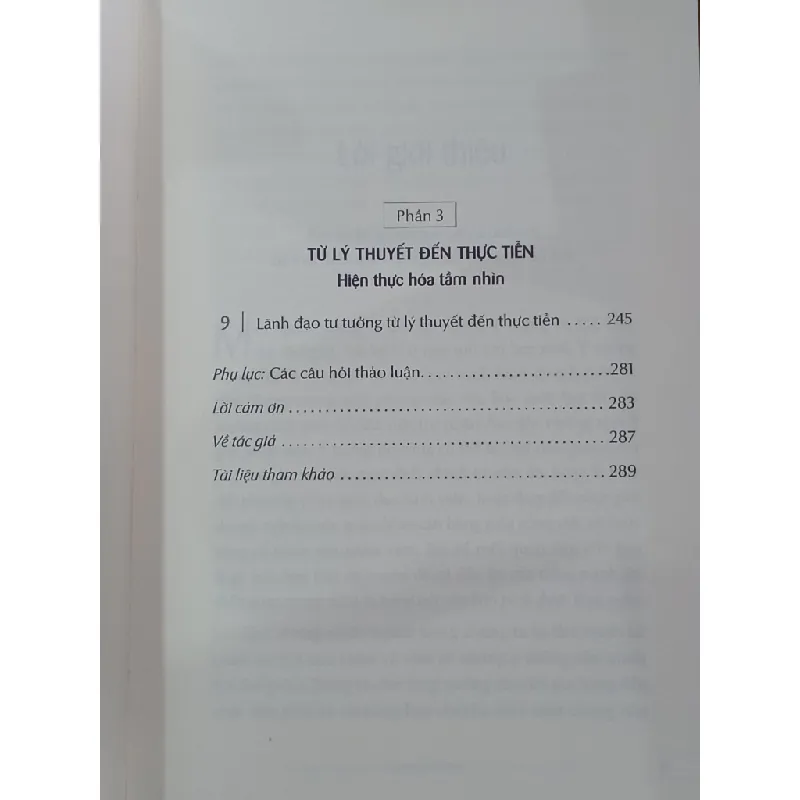 Phần 3
TỪ LÝ THUYẾT ĐẾN THỰC TIỄN
Hiện thực hóa tầm nhìn
9 | Lãnh đạo tư tưởng từ lý thuyết đến thực tiễn ..... 245
Phụ lục: Các câu hỏi thảo luận..........................281
Lời cảm ơn ............................................. 283
Về tác giả .............................................. 287
Tài liệu tham khảo ...................................... 289